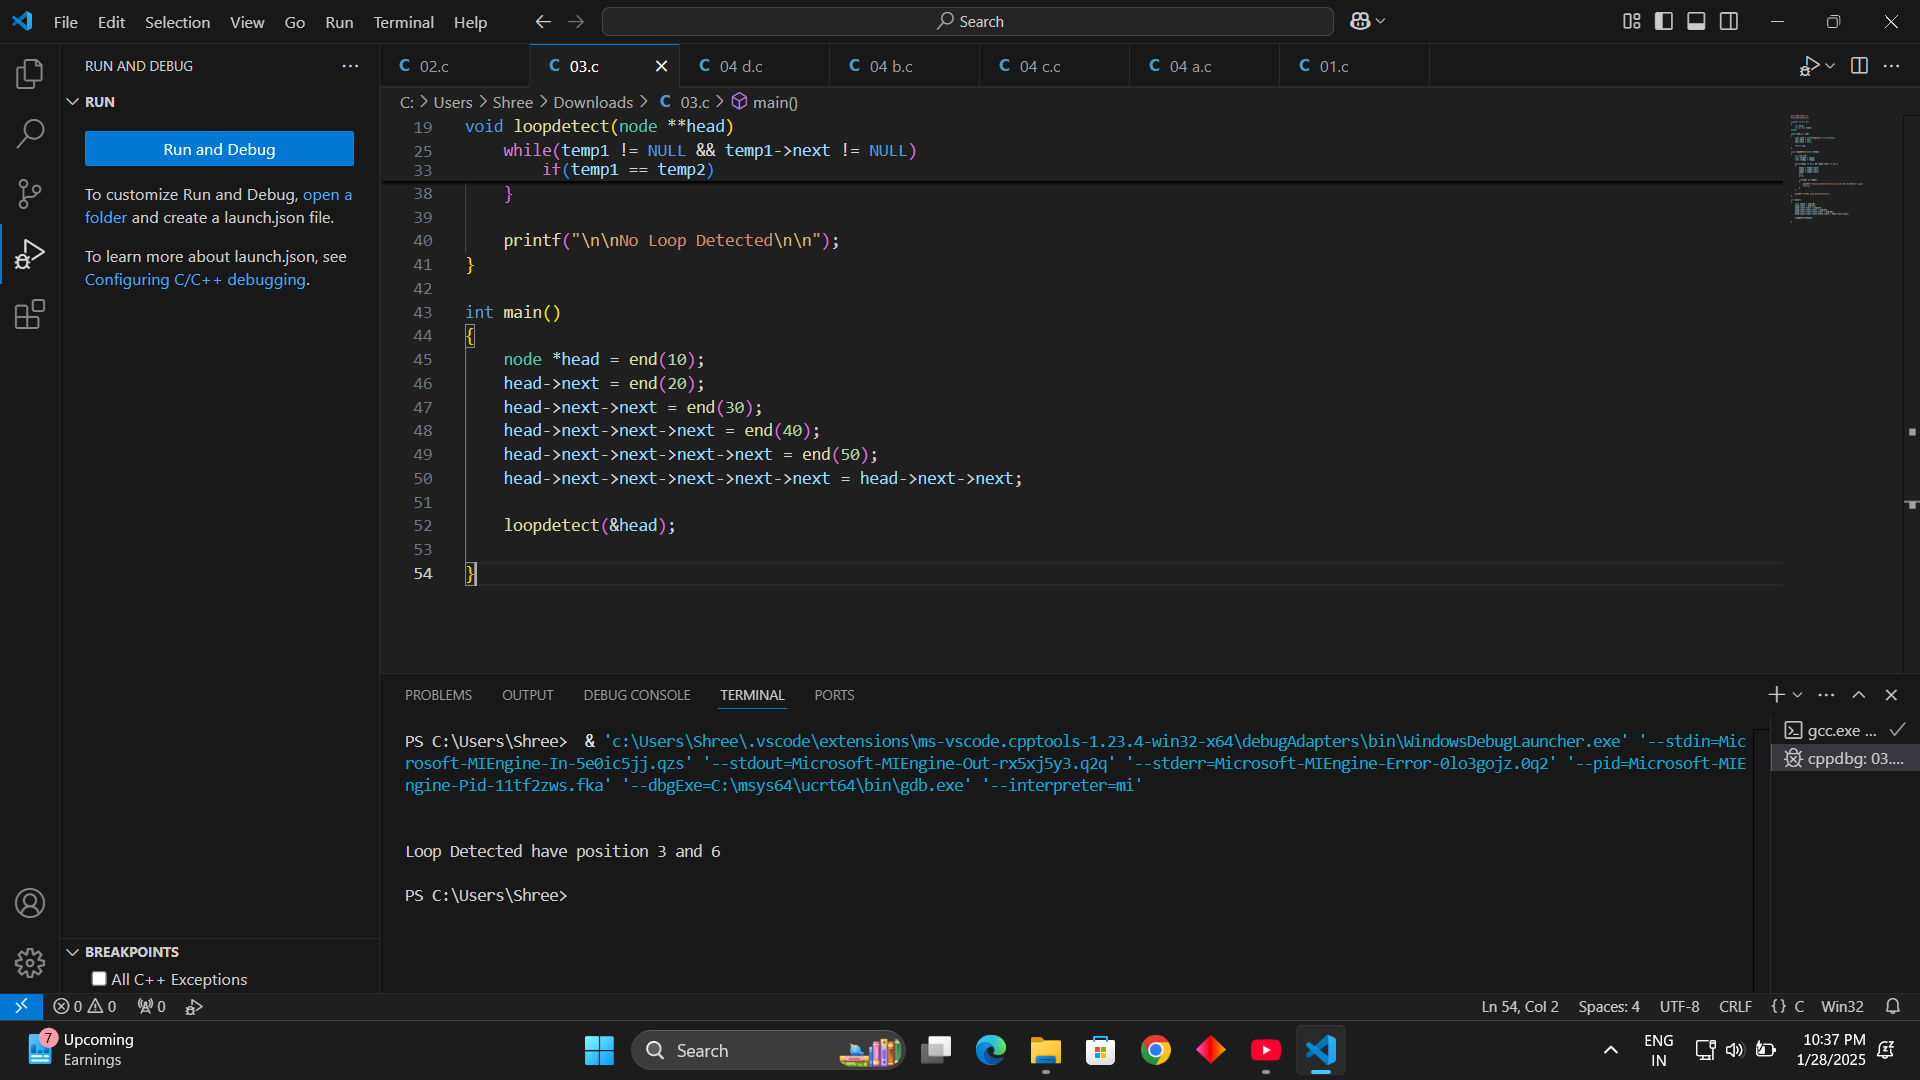 File Edit Selection View Go Run Terminal Help
Search
RUN AND DEBUG
RUN
Run and Debug
To customize Run and Debug, open a
folder and create a launch.json file.
To learn more about launch.json, see
Configuring C/C++ debugging.
BREAKPOINTS
All C++ Exceptions
C 02.c C 03.c C 04 d.c C 04 b.c C 04 c.c C 04 a.c C 01.c
C: > Users > Shree > Downloads > C 03.c > main()
19 void loopdetect(node **head)
25 while(temp1 != NULL && temp1->next != NULL)
33 if(temp1 == temp2)
38 }
39
40 printf("\n\nNo Loop Detected\n\n");
41 }
42
43 int main()
44 {
45 node *head = end(10);
46 head->next = end(20);
47 head->next->next = end(30);
48 head->next->next->next = end(40);
49 head->next->next->next->next = end(50);
50 head->next->next->next->next->next = head->next->next;
51
52 loopdetect(&head);
53
54 }
PROBLEMS OUTPUT DEBUG CONSOLE TERMINAL PORTS
PS C:\Users\Shree>  & 'c:\Users\Shree\.vscode\extensions\ms-vscode.cpptools-1.23.4-win32-x64\debugAdapters\bin\WindowsDebugLauncher.exe' '--stdin=Mic
rosoft-MIEngine-In-5e0ic5jj.qzs' '--stdout=Microsoft-MIEngine-Out-rx5xj5y3.q2q' '--stderr=Microsoft-MIEngine-Error-0lo3gojz.0q2' '--pid=Microsoft-MIE
ngine-Pid-11tf2zws.fka' '--dbgExe=C:\msys64\ucrt64\bin\gdb.exe' '--interpreter=mi'
Loop Detected have position 3 and 6
PS C:\Users\Shree>
gcc.exe ...
cppdbg: 03....
0 0 0
Ln 54, Col 2 Spaces: 4 UTF-8 CRLF {} C Win32
7
Upcoming
Earnings
Search
ENG
IN
10:37 PM
1/28/2025